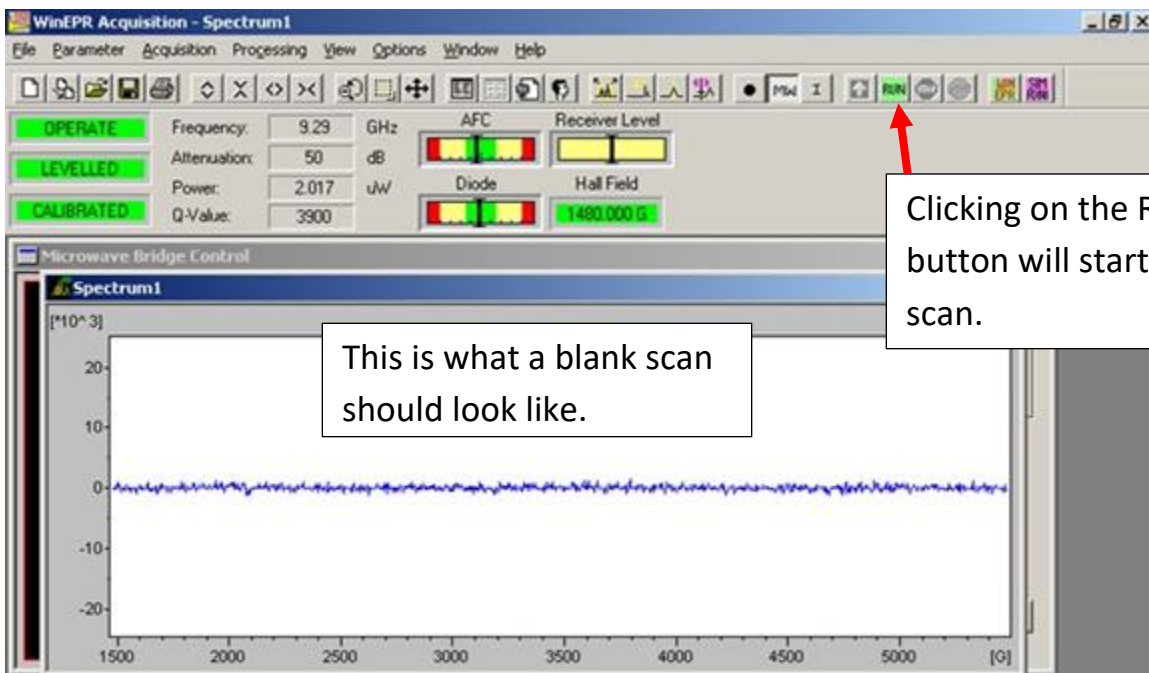 WinEPR Acquisition - Spectrum1
File Parameter Acquisition Processing View Options Window Help
MW I RUN
OPERATE Frequency: 9.29 GHz AFC Receiver Level
LEVELLED Attenuation: 50 dB
Power: 2.017 uW Diode Hall Field
CALIBRATED Q-Value: 3900 1480.000 G
Clicking on the R
button will start
scan.
Microwave Bridge Control
Spectrum1
[*10^3]
This is what a blank scan
should look like.
20
10
0
-10
-20
1500 2000 2500 3000 3500 4000 4500 5000 [G]